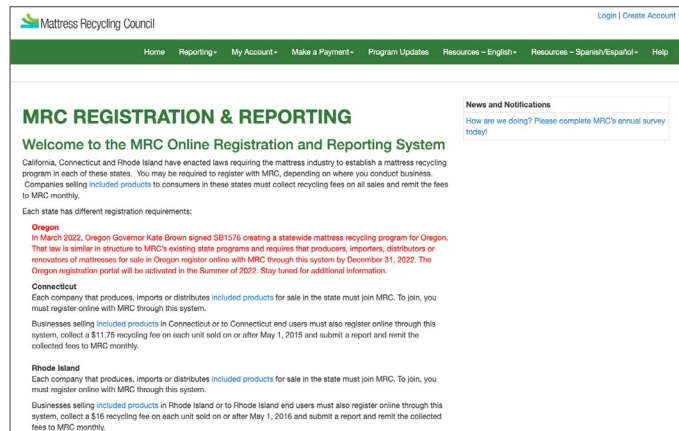 Mattress Recycling Council
Login | Create Account
Home Reporting My Account Make a Payment Program Updates Resources – English Resources – Spanish/Español Help
MRC REGISTRATION & REPORTING
Welcome to the MRC Online Registration and Reporting System
California, Connecticut and Rhode Island have enacted laws requiring the mattress industry to establish a mattress recycling
program in each of these states. You may be required to register with MRC, depending on where you conduct business.
Companies selling included products to consumers in these states must collect recycling fees on all sales and remit the fees
to MRC monthly.
Each state has different registration requirements:
Oregon
In March 2022, Oregon Governor Kate Brown signed SB1576 creating a statewide mattress recycling program for Oregon.
That law is similar in structure to MRC's existing state programs and requires that producers, importers, distributors or
renovators of mattresses for sale in Oregon register online with MRC through this system by December 31, 2022. The
Oregon registration portal will be activated in the Summer of 2022. Stay tuned for additional information.
Connecticut
Each company that produces, imports or distributes included products for sale in the state must join MRC. To join, you
must register online with MRC through this system.
Businesses selling included products in Connecticut or to Connecticut end users must also register online through this
system, collect a $11.75 recycling fee on each unit sold on or after May 1, 2015 and submit a report and remit the
collected fees to MRC monthly.
Rhode Island
Each company that produces, imports or distributes included products for sale in the state must join MRC. To join, you
must register online with MRC through this system.
Businesses selling included products in Rhode Island or to Rhode Island end users must also register online through this
system, collect a $16 recycling fee on each unit sold on or after May 1, 2016 and submit a report and remit the collected
fees to MRC monthly.
News and Notifications
How are we doing? Please complete MRC's annual survey
today!